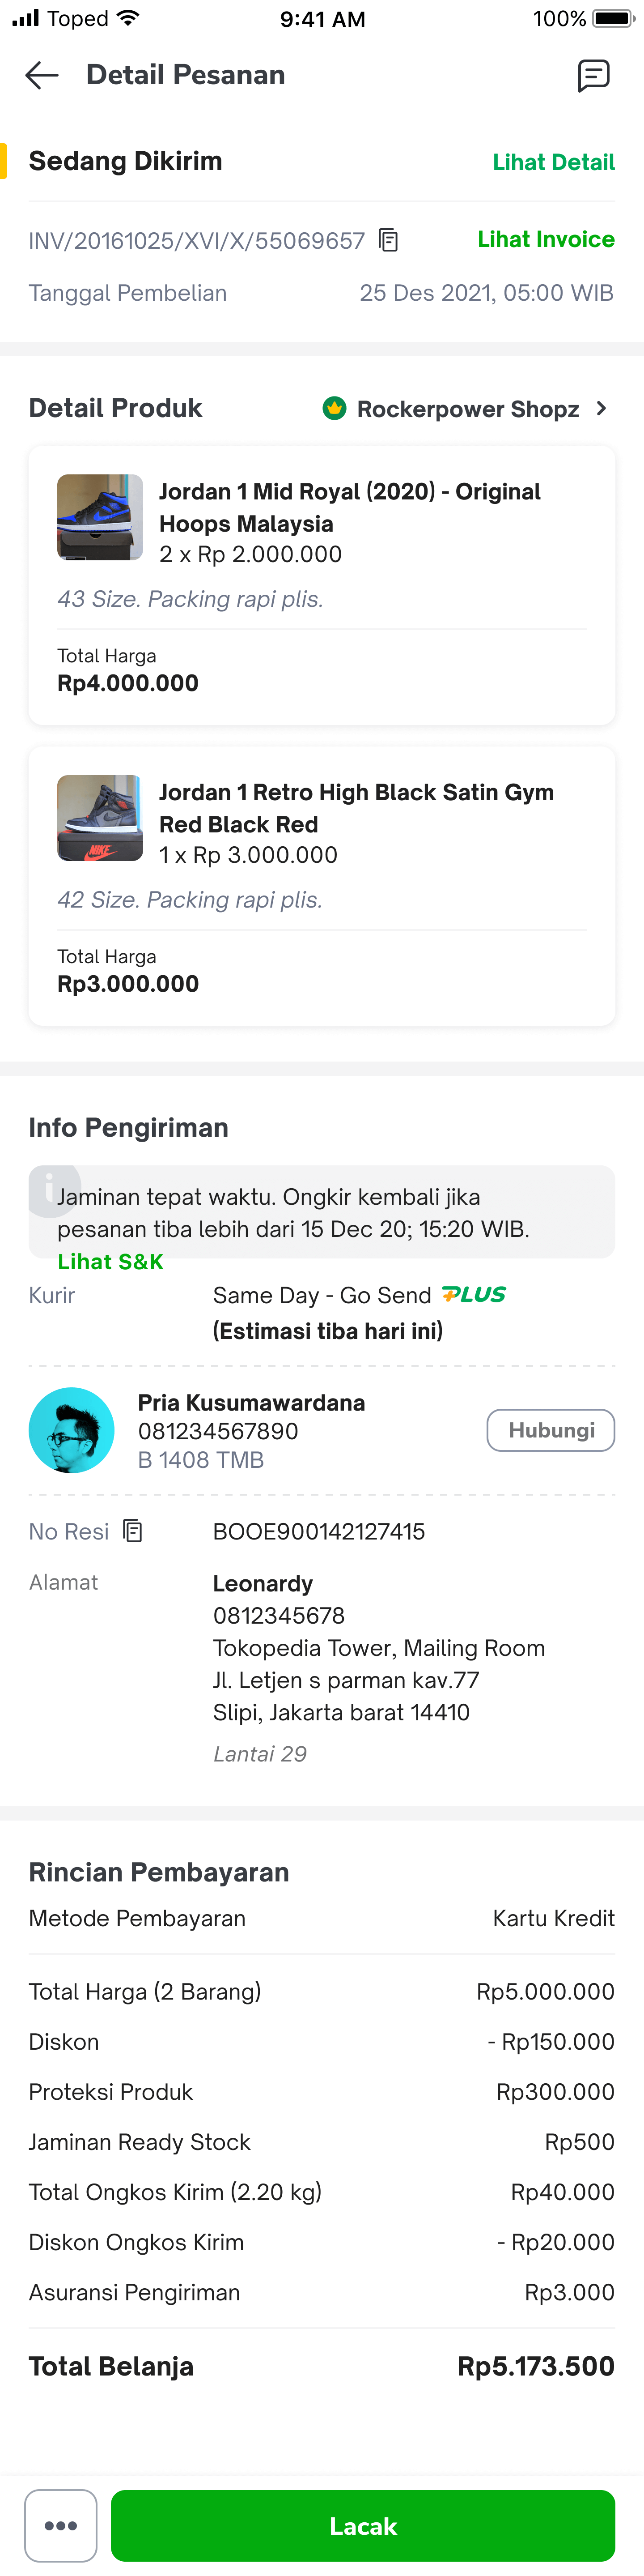 Toped 9:41 AM 100%
Detail Pesanan
Sedang Dikirim Lihat Detail
INV/20161025/XVI/X/55069657 Lihat Invoice
Tanggal Pembelian 25 Des 2021, 05:00 WIB
Detail Produk Rockerpower Shopz
Jordan 1 Mid Royal (2020) - Original
Hoops Malaysia
2 x Rp 2.000.000
43 Size. Packing rapi plis.
Total Harga
Rp4.000.000
Jordan 1 Retro High Black Satin Gym
Red Black Red
1 x Rp 3.000.000
NIKE
42 Size. Packing rapi plis.
Total Harga
Rp3.000.000
Info Pengiriman
Jaminan tepat waktu. Ongkir kembali jika
pesanan tiba lebih dari 15 Dec 20; 15:20 WIB.
Lihat S&K
Kurir Same Day - Go Send PLUS
(Estimasi tiba hari ini)
Pria Kusumawardana
081234567890 Hubungi
B 1408 TMB
No Resi BOOE900142127415
Alamat Leonardy
0812345678
Tokopedia Tower, Mailing Room
Jl. Letjen s parman kav.77
Slipi, Jakarta barat 14410
Lantai 29
Rincian Pembayaran
Metode Pembayaran Kartu Kredit
Total Harga (2 Barang) Rp5.000.000
Diskon - Rp150.000
Proteksi Produk Rp300.000
Jaminan Ready Stock Rp500
Total Ongkos Kirim (2.20 kg) Rp40.000
Diskon Ongkos Kirim - Rp20.000
Asuransi Pengiriman Rp3.000
Total Belanja Rp5.173.500
Lacak